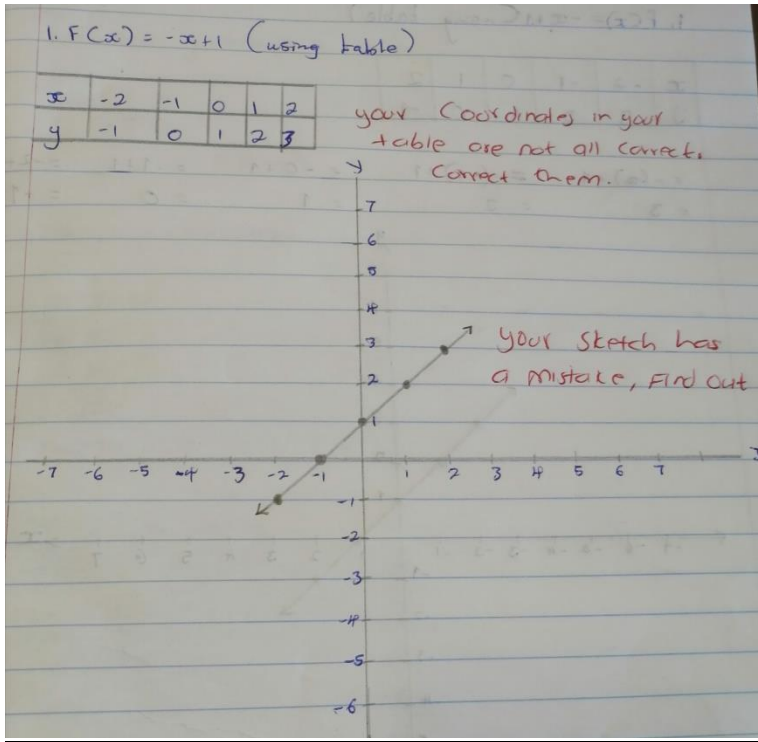 1. F(x) = -x+1 (using table)
x -2 -1 0 1 2
y -1 0 1 2 3
your Coordinates in your
table are not all correct.
Correct them.
y
7
6
5
4
3
your sketch has
2
a mistake, Find out
1
-7 -6 -5 -4 -3 -2 -1 1 2 3 4 5 6 7
-1
-2
-3
-4
-5
-6